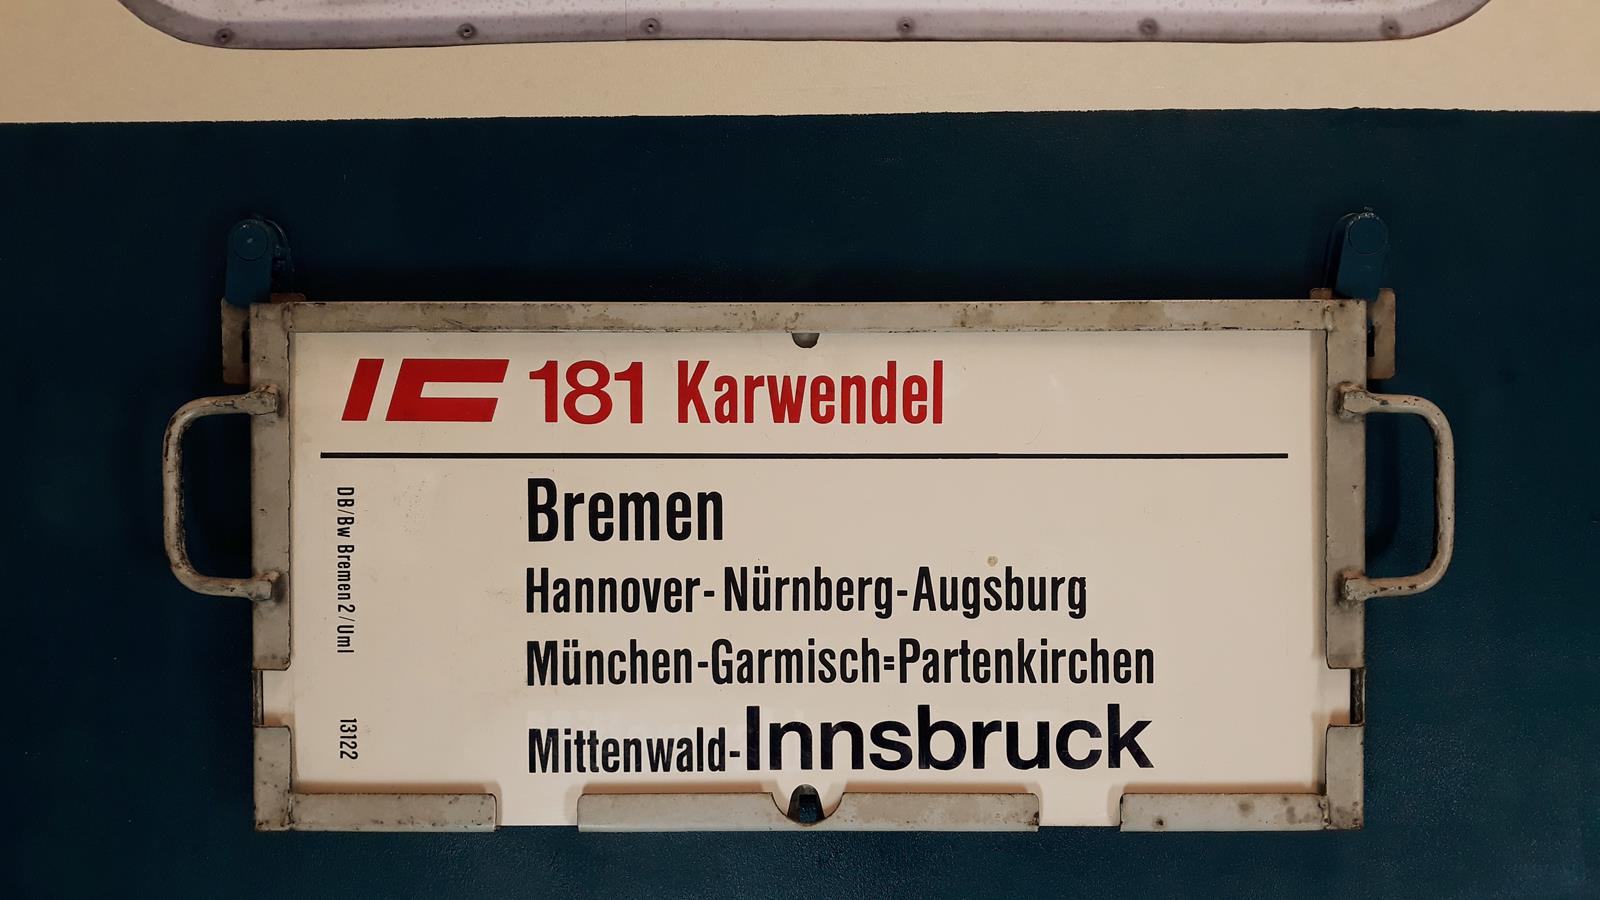 IC 181 Karwendel
Bremen
Hannover-Nürnberg-Augsburg
München-Garmisch=Partenkirchen
Mittenwald-Innsbruck
DB/Bw Bremen 2/Uml 13122